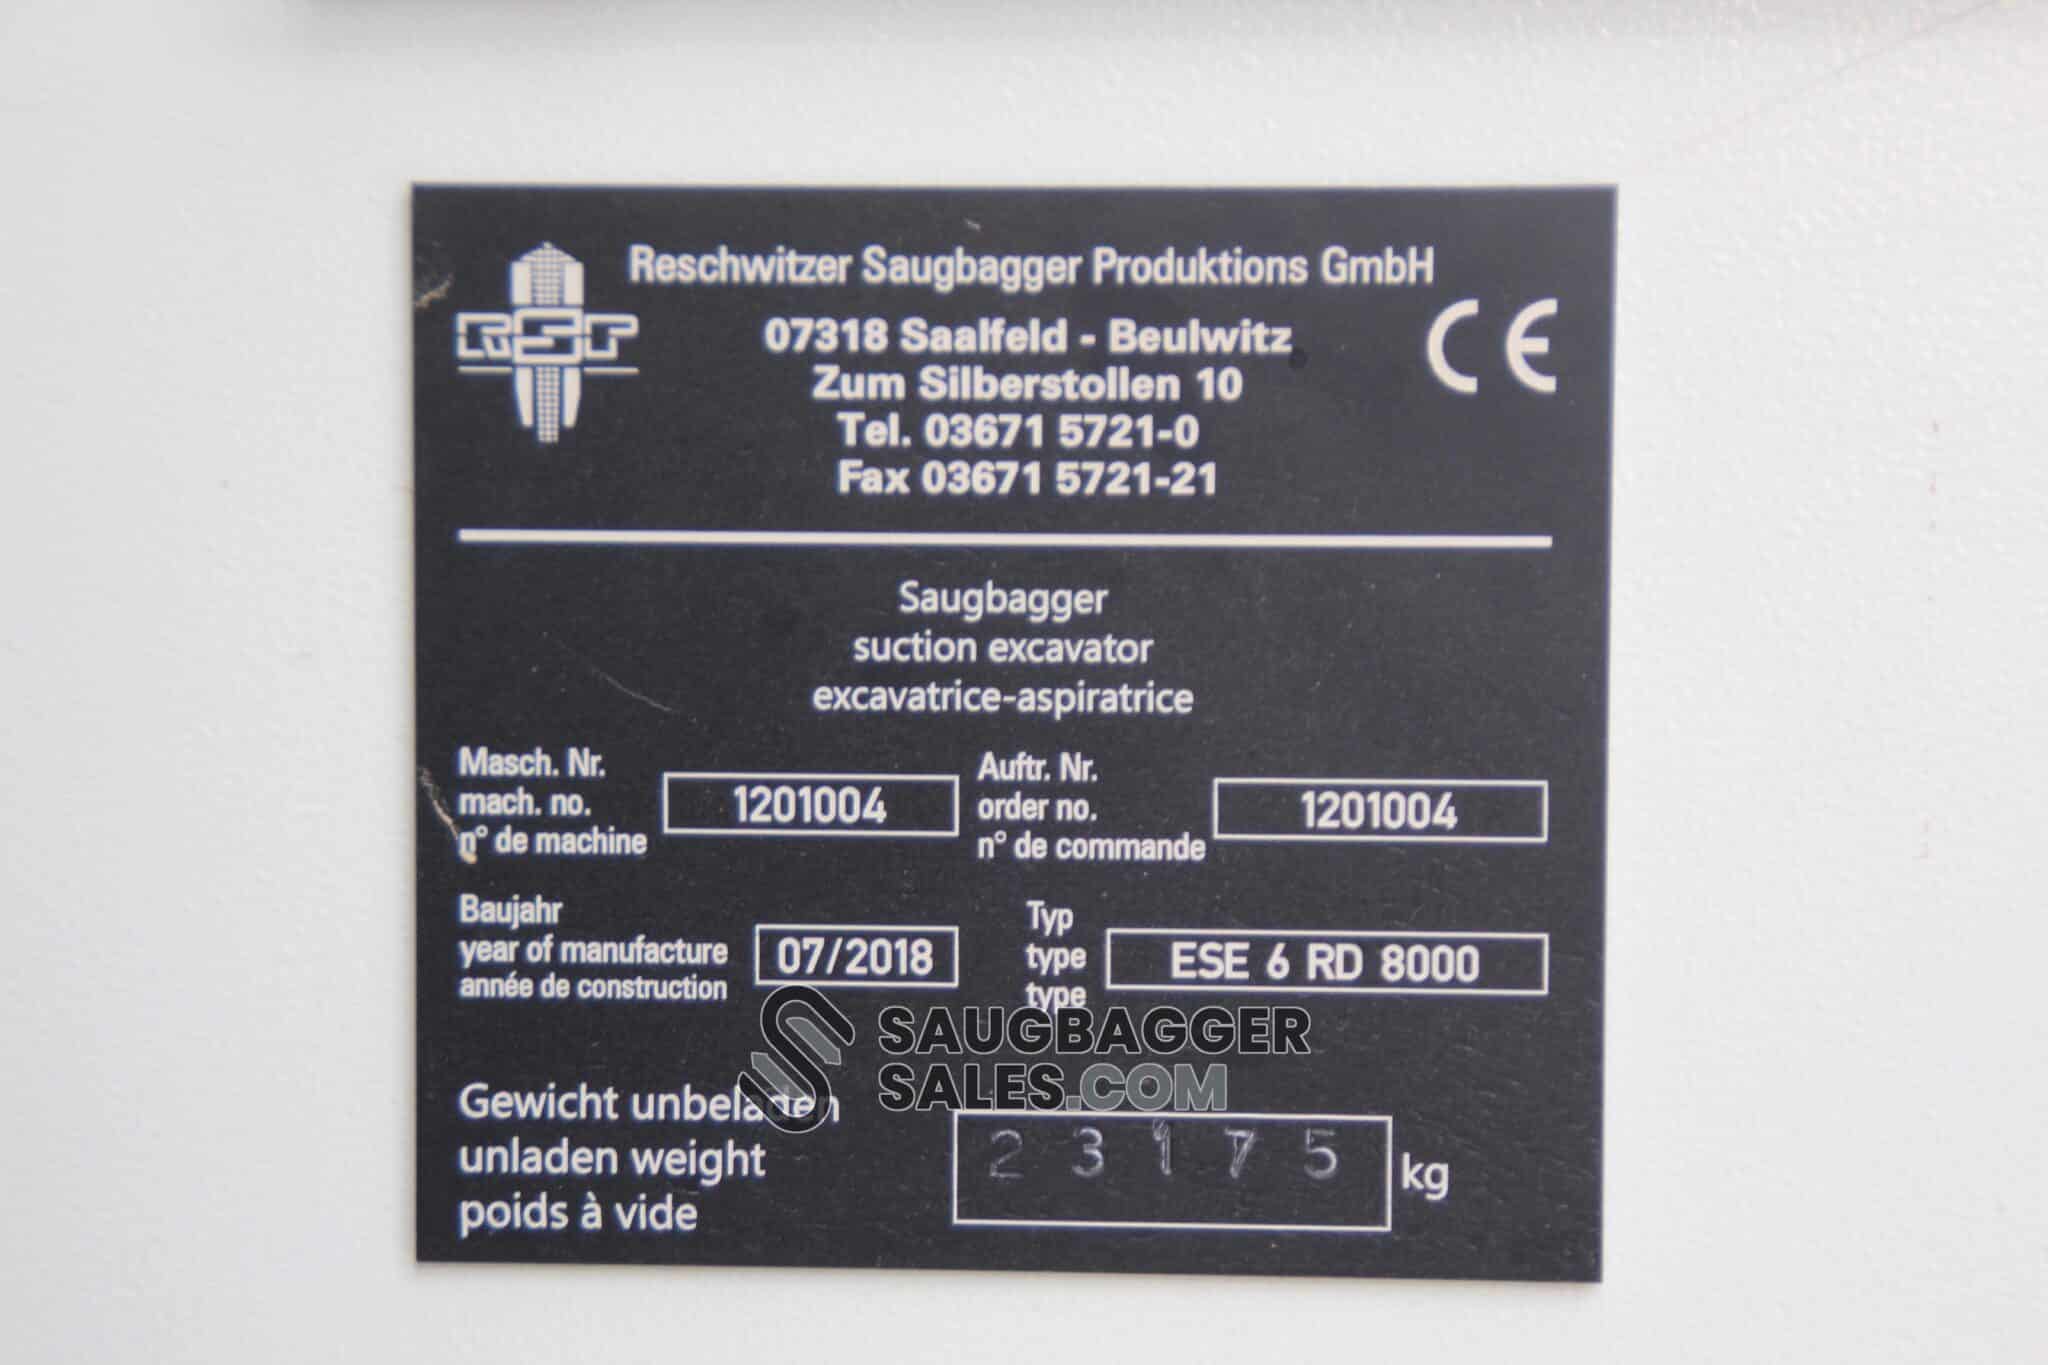 Reschwitzer Saugbagger Produktions GmbH
RSP
CE
07318 Saalfeld - Beulwitz
Zum Silberstollen 10
Tel. 03671 5721-0
Fax 03671 5721-21
Saugbagger
suction excavator
excavatrice-aspiratrice
Masch. Nr.
mach. no.
n° de machine
1201004
Auftr. Nr.
order no.
n° de commande
1201004
Baujahr
year of manufacture
année de construction
07/2018
Typ
type
type
ESE 6 RD 8000
SAUGBAGGER
SALES.COM
Gewicht unbeladen
unladen weight
poids à vide
23175
kg